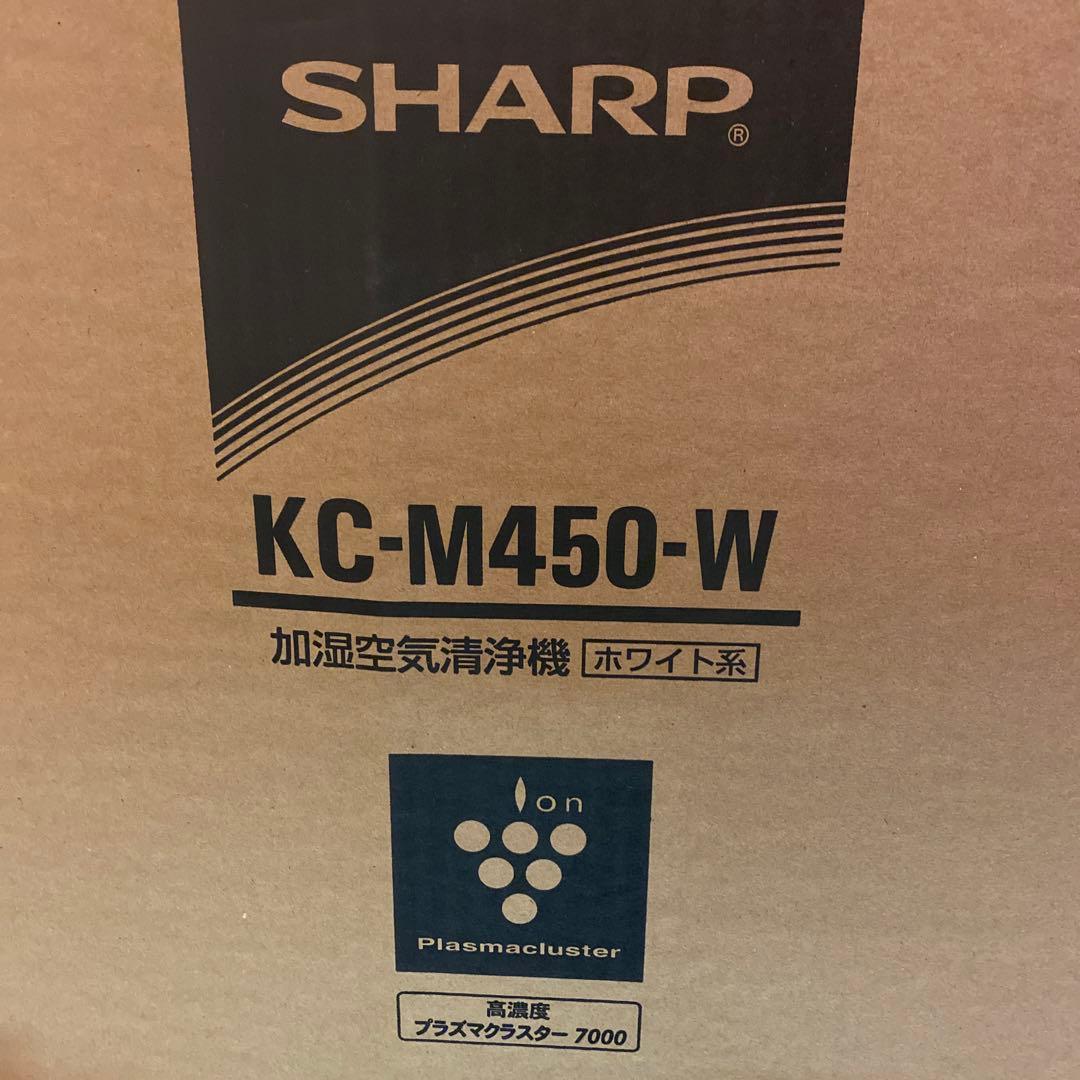 SHARP®
KC-M450-W
加湿空気清浄機 ホワイト系
Ion
Plasmacluster
高濃度
プラズマクラスター 7000